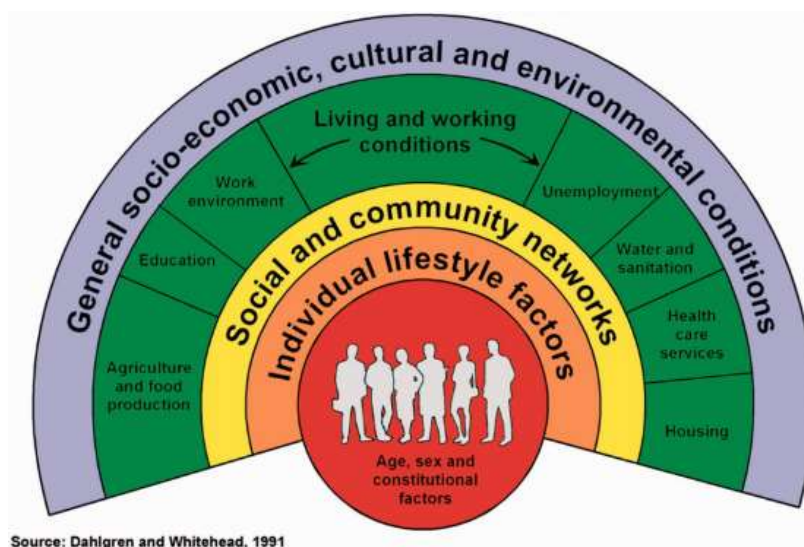 General socio-economic, cultural and environmental conditions
Living and working
conditions
Work
environment
Unemployment
Education
Water and
sanitation
Agriculture
and food
production
Health
care
services
Housing
Social and community networks
Individual lifestyle factors
Age, sex and
constitutional
factors
Source: Dahlgren and Whitehead, 1991